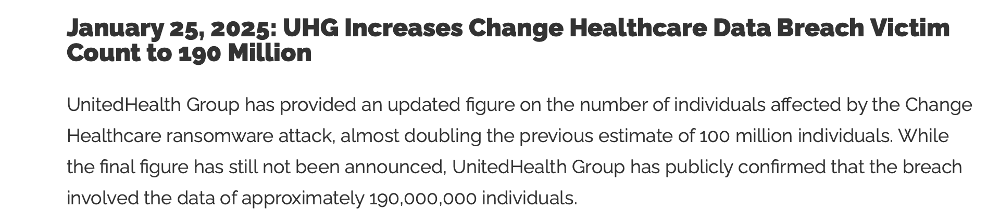 January 25, 2025: UHG Increases Change Healthcare Data Breach Victim
Count to 190 Million
UnitedHealth Group has provided an updated figure on the number of individuals affected by the Change
Healthcare ransomware attack, almost doubling the previous estimate of 100 million individuals. While
the final figure has still not been announced, UnitedHealth Group has publicly confirmed that the breach
involved the data of approximately 190,000,000 individuals.